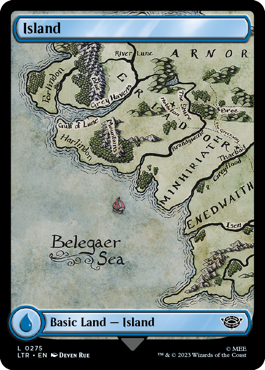 Island
River Lune
ARNOR
Forlindon
Grey Havens
Gulf of Lune
Harlindon
MINHIRIATH
ENEDWAITH
Isen
Belegaer
Sea
Basic Land — Island
L 0275
LTR • EN DEVEN RUE
© MEE
™ & © 2023 Wizards of the Coast